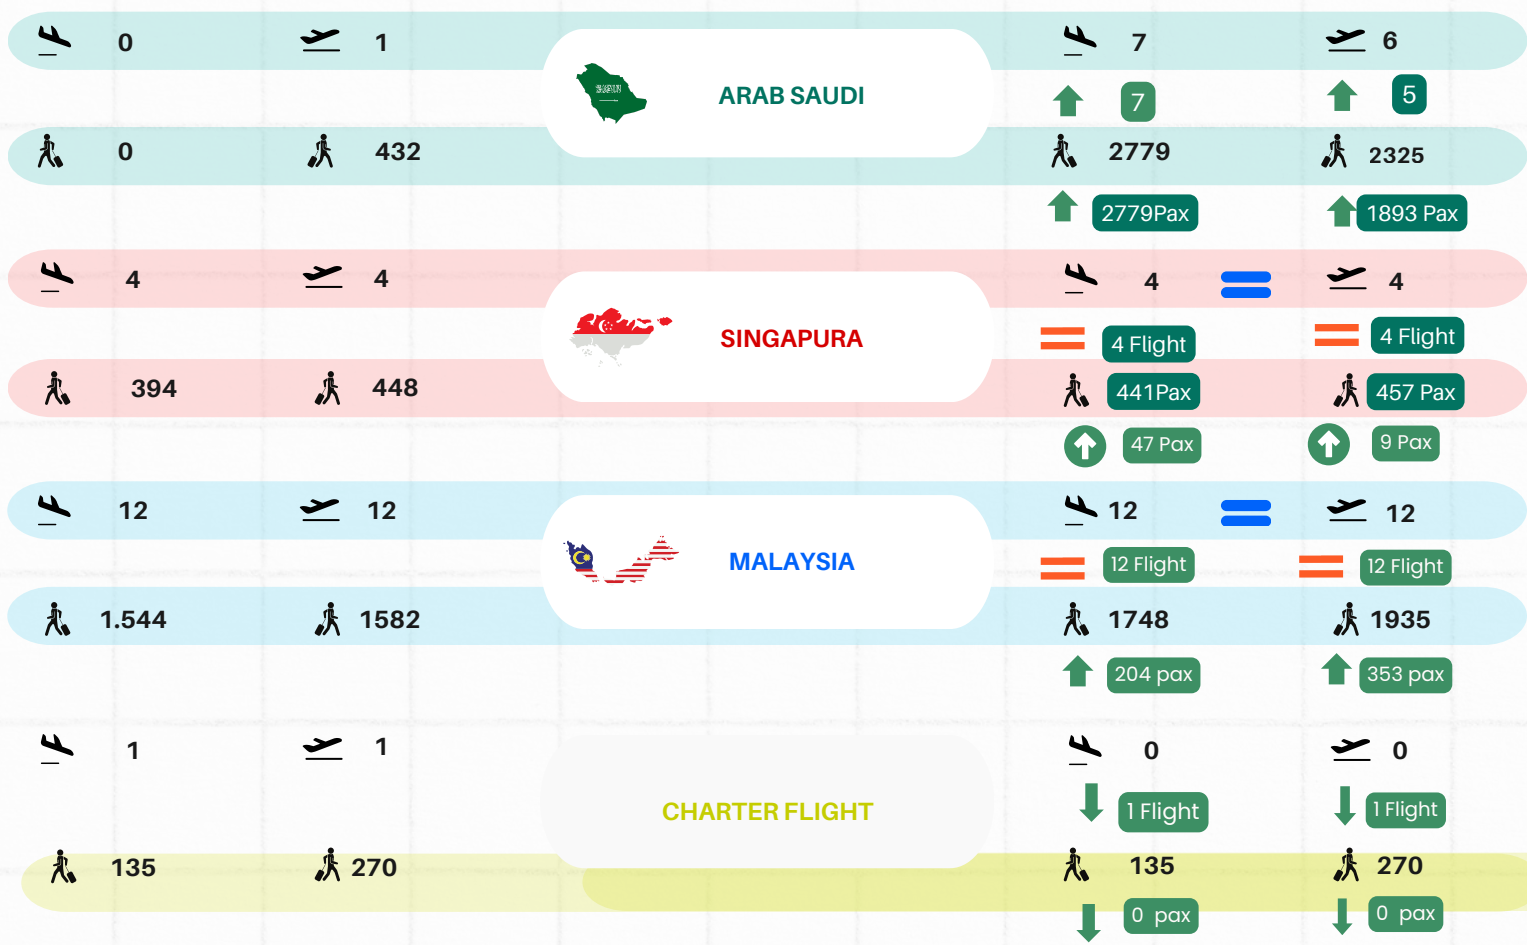 0 1 7 6
ARAB SAUDI
7 5
0 432 2779 2325
2779Pax 1893 Pax
4 4 4 4
SINGAPURA
4 Flight 4 Flight
394 448 441Pax 457 Pax
47 Pax 9 Pax
12 12 12 12
MALAYSIA
12 Flight 12 Flight
1.544 1582 1748 1935
204 pax 353 pax
1 1 0 0
CHARTER FLIGHT
1 Flight 1 Flight
135 270 135 270
0 pax 0 pax